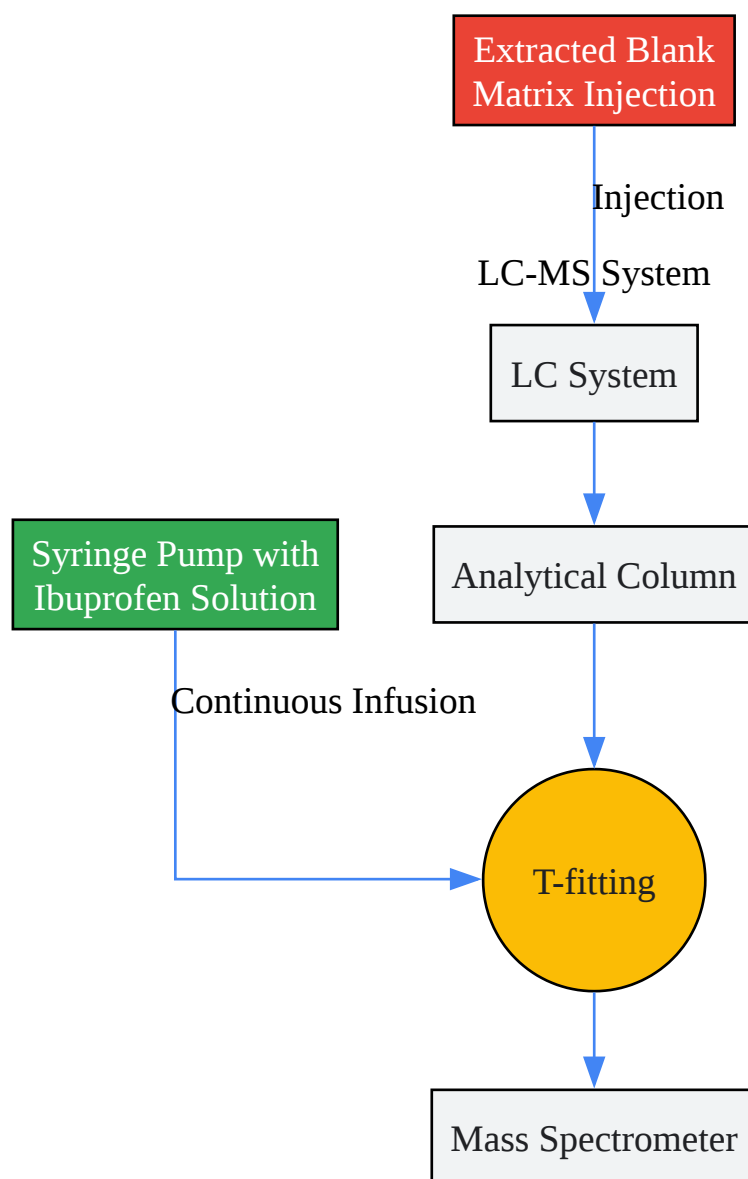 Extracted Blank
Matrix Injection
Injection
LC-MS System
LC System
Syringe Pump with
Ibuprofen Solution
Analytical Column
Continuous Infusion
T-fitting
Mass Spectrometer